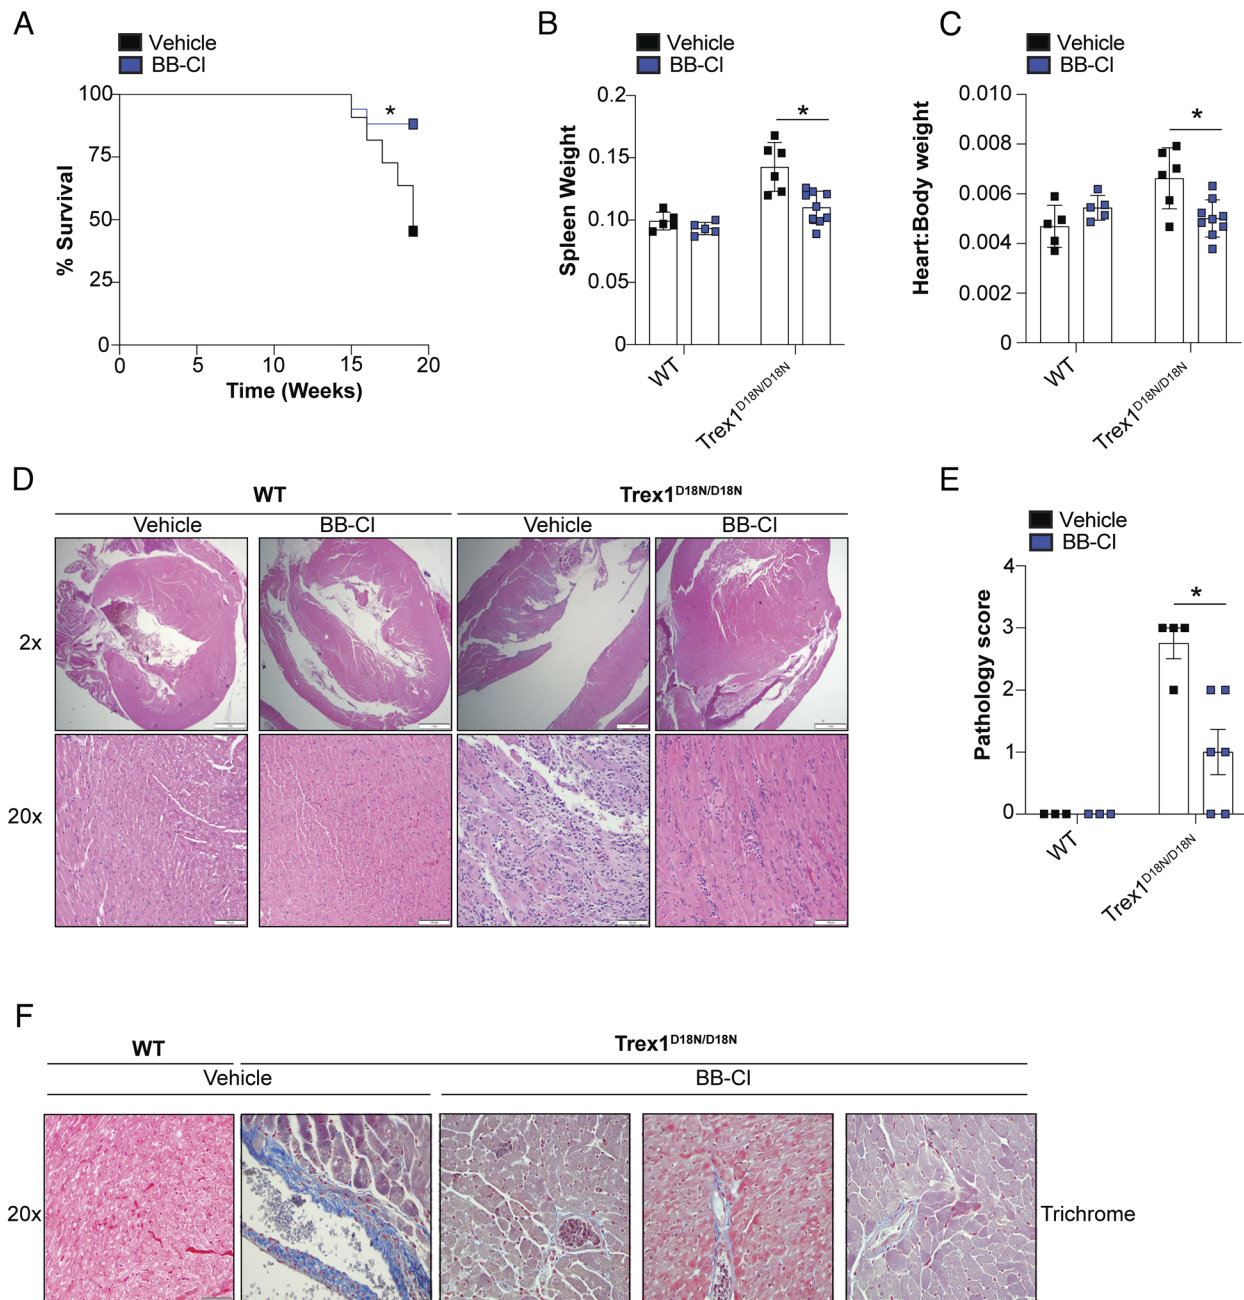 A
Vehicle
BB-Cl
100
75
50
25
0
% Survival
0 5 10 15 20
Time (Weeks)
B
Vehicle
BB-Cl
0.2
0.15
0.10
0.05
0
Spleen Weight
*
WT
Trex1D18N/D18N
C
Vehicle
BB-Cl
0.010
0.008
0.006
0.004
0.002
0
Heart:Body weight
*
WT
Trex1D18N/D18N
*
D
WT
Trex1D18N/D18N
Vehicle
BB-Cl
Vehicle
BB-Cl
2x
20x
E
Vehicle
BB-Cl
4
3
2
1
0
Pathology score
*
WT
Trex1D18N/D18N
F
WT
Trex1D18N/D18N
Vehicle
BB-Cl
20x
Trichrome